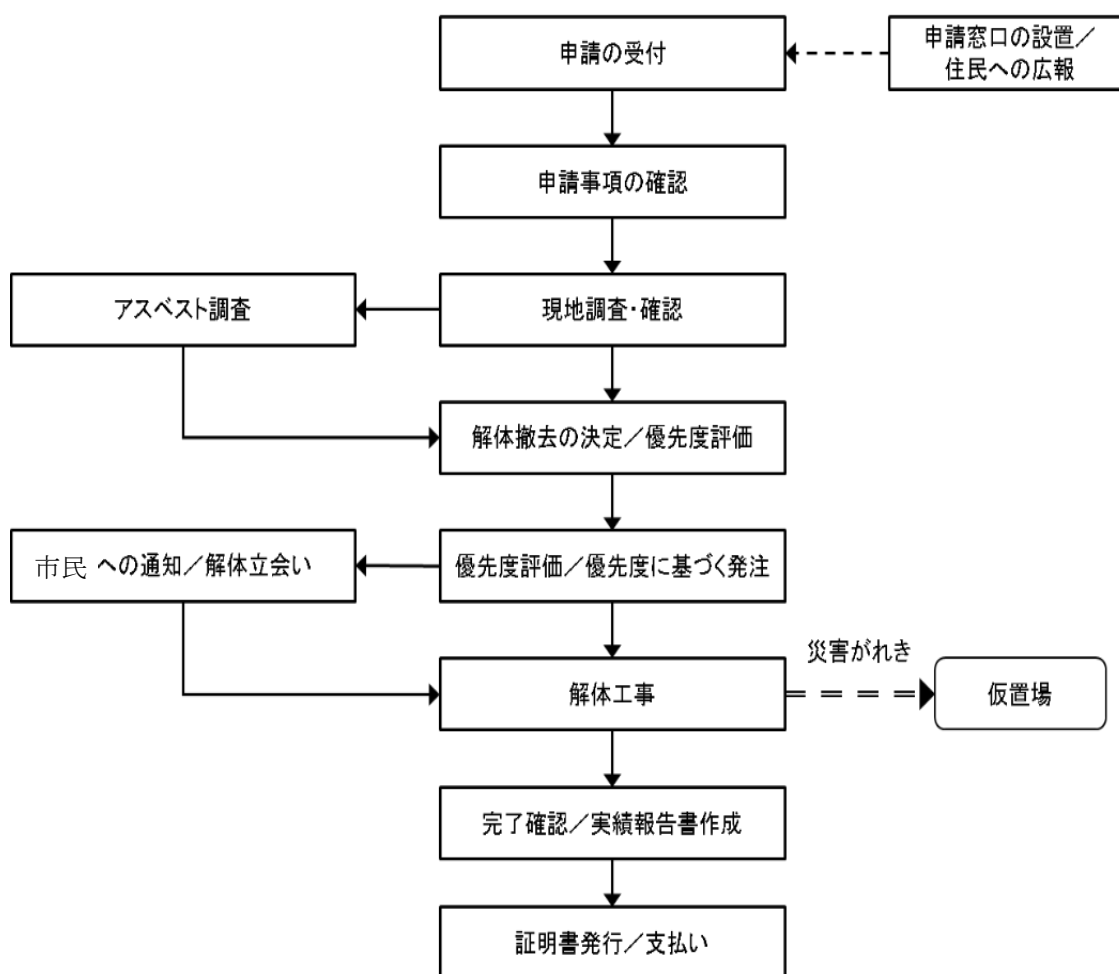 申請の受付
申請窓口の設置／
住民への広報
申請事項の確認
アスベスト調査
現地調査・確認
解体撤去の決定／優先度評価
市民 への通知／解体立会い
優先度評価／優先度に基づく発注
災害がれき
解体工事
仮置場
完了確認／実績報告書作成
証明書発行／支払い